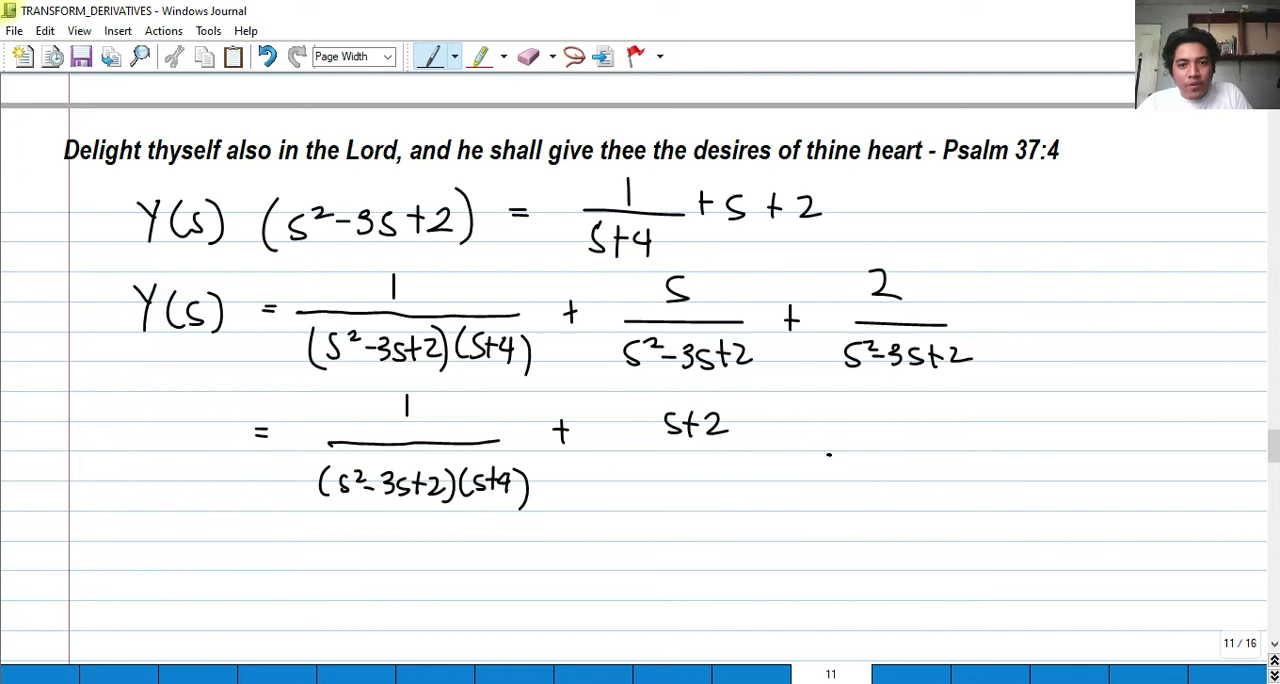 TRANSFORM_DERIVATIVES - Windows Journal
File Edit View Insert Actions Tools Help
Page Width
Delight thyself also in the Lord, and he shall give thee the desires of thine heart - Psalm 37:4
Y(s) (s²-3s+2) = 1/(s+4) + s + 2
Y(s) = 1/((s²-3s+2)(s+4)) + s/(s²-3s+2) + 2/(s²-3s+2)
= 1/((s²-3s+2)(s+4)) + s+2
11 / 16
11